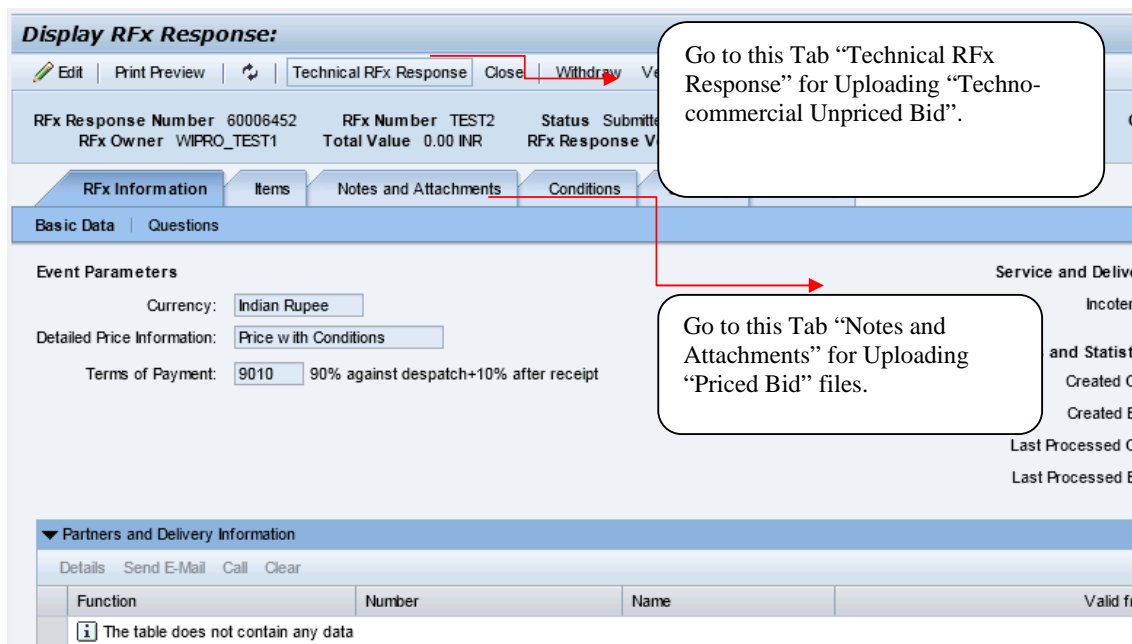 Display RFx Response:
Edit Print Preview Technical RFx Response Close Withdraw
Go to this Tab “Technical RFx
Response” for Uploading “Techno-
commercial Unpriced Bid”.
RFx Response Number 60006452 RFx Number TEST2 Status
RFx Owner WIPRO_TEST1 Total Value 0.00 INR RFx Response
RFx Information Items Notes and Attachments Conditions
Basic Data Questions
Event Parameters
Service and
Currency: Indian Rupee
Detailed Price Information: Price with Conditions
Terms of Payment: 9010 90% against despatch+10% after receipt
Go to this Tab “Notes and
Attachments” for Uploading
“Priced Bid” files.
and
Created
Created
Last Processed
Last Processed
Partners and Delivery Information
Details Send E-Mail Call Clear
Function Number Name Valid
The table does not contain any data